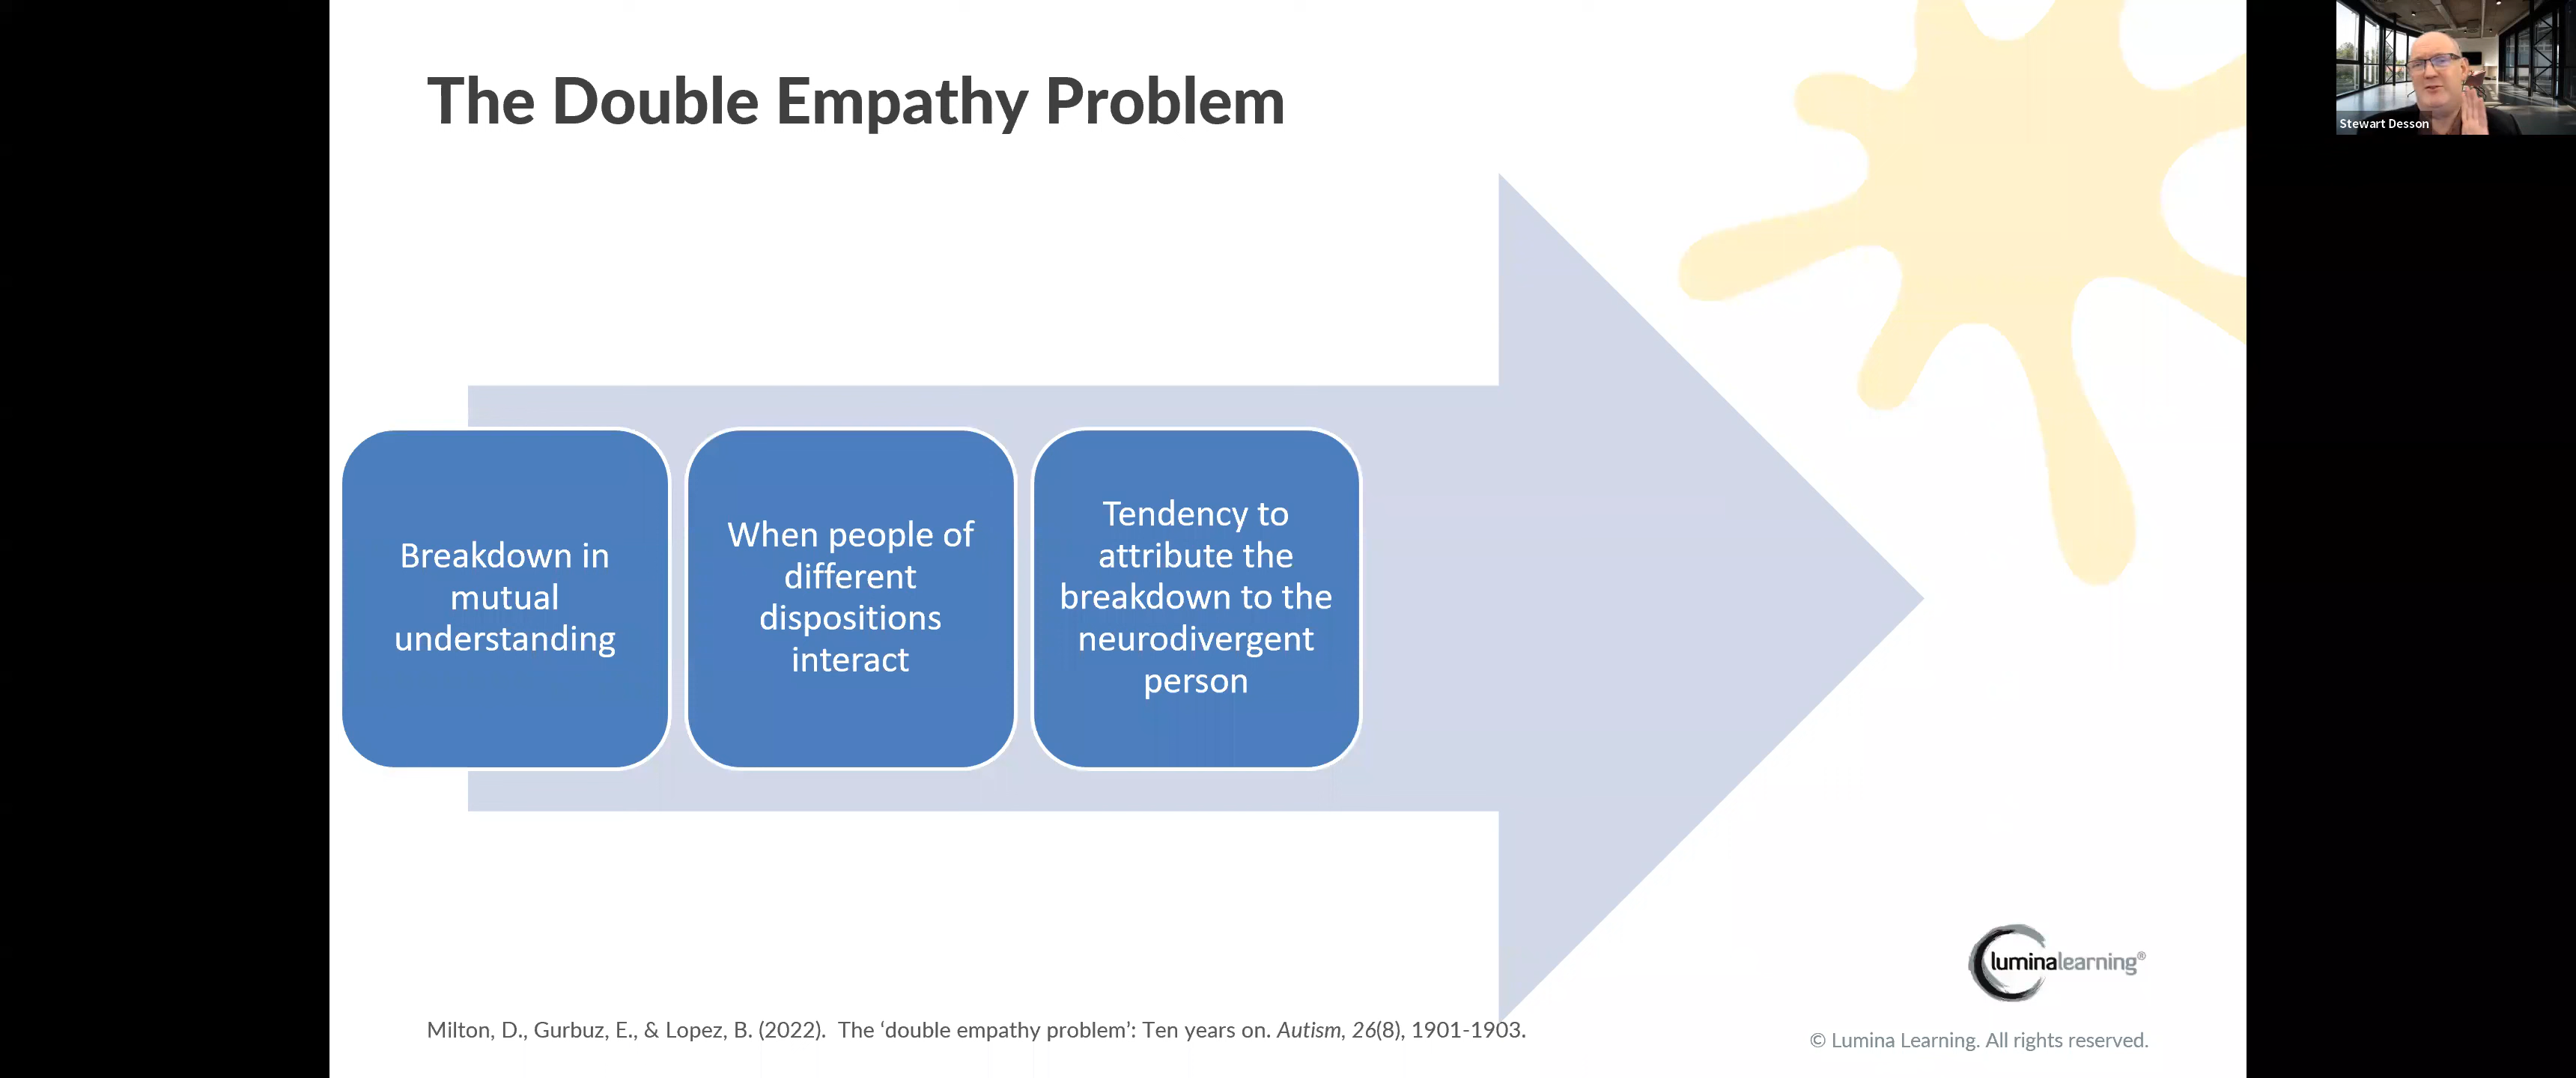 The Double Empathy Problem
Stewart Desson
Breakdown in
mutual
understanding
When people of
different
dispositions
interact
Tendency to
attribute the
breakdown to the
neurodivergent
person
luminalearning®
Milton, D., Gurbuz, E., & Lopez, B. (2022).  The ‘double empathy problem’: Ten years on. Autism, 26(8), 1901-1903.
© Lumina Learning. All rights reserved.